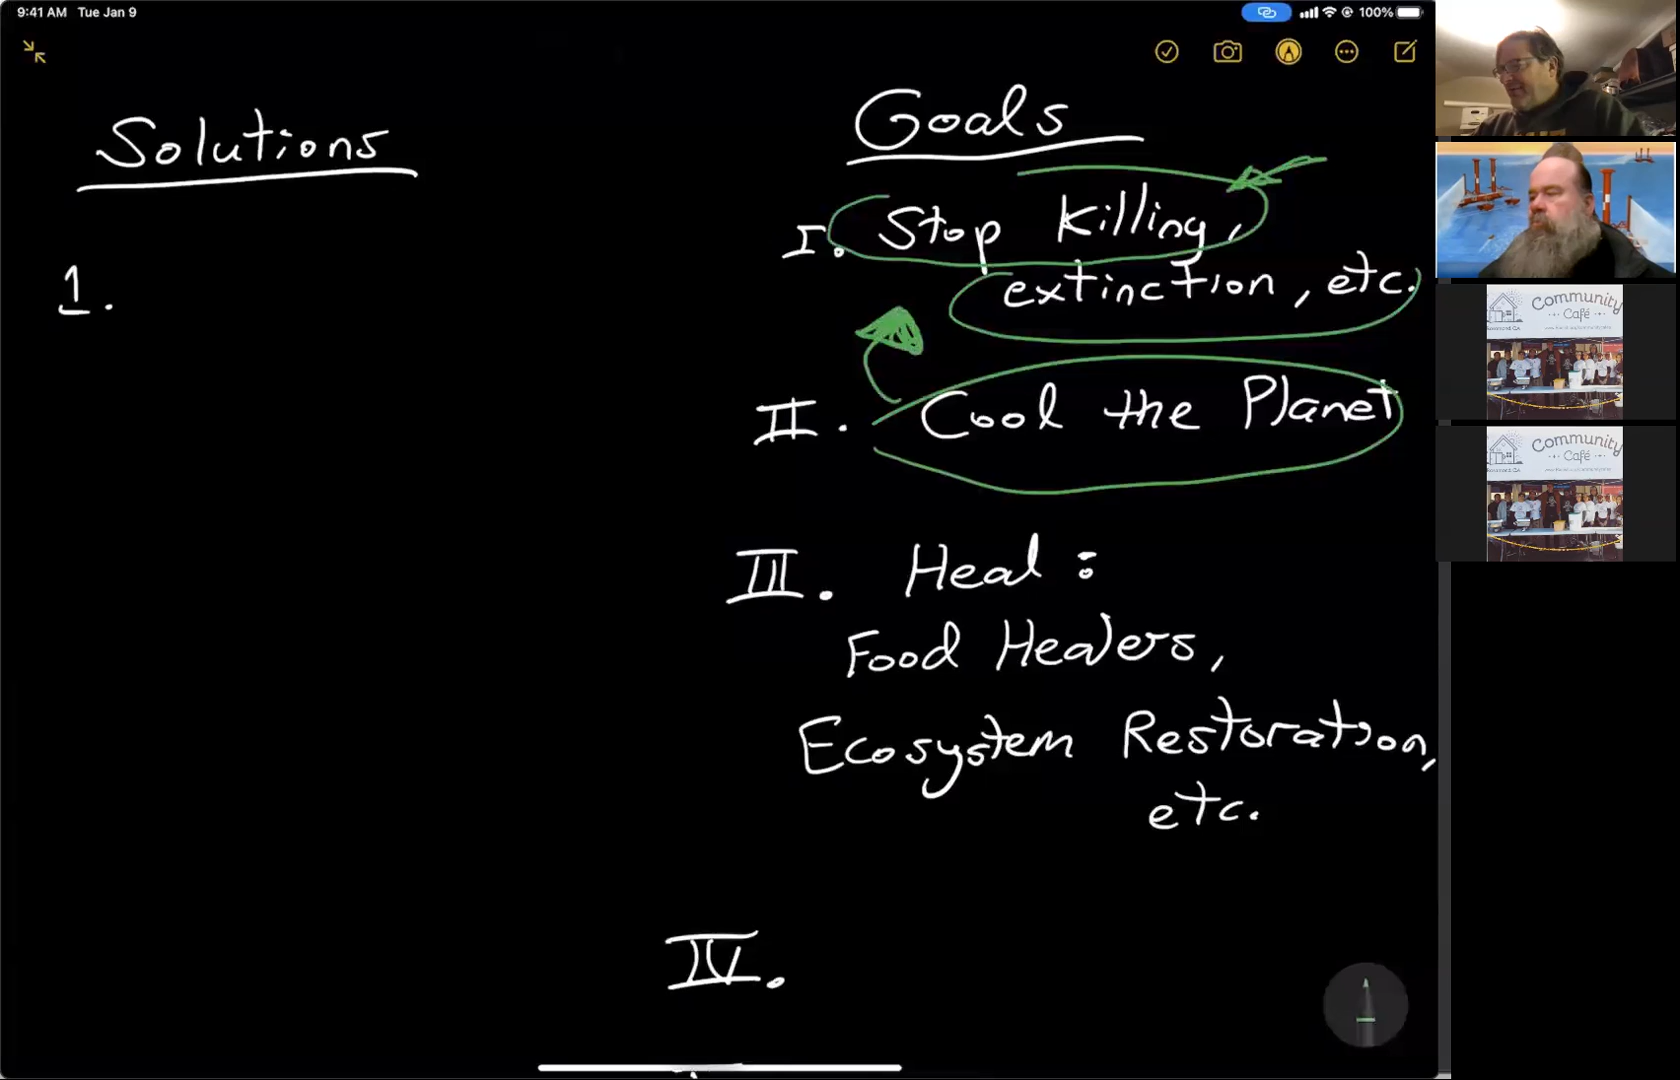 9:41 AM Tue Jan 9
100%
Solutions
1.
Goals
I. Stop Killing,
extinction, etc.
II. Cool the Planet
III. Heal:
Food Healers,
Ecosystem Restoration,
etc.
IV.
Community
Café
Community
Café